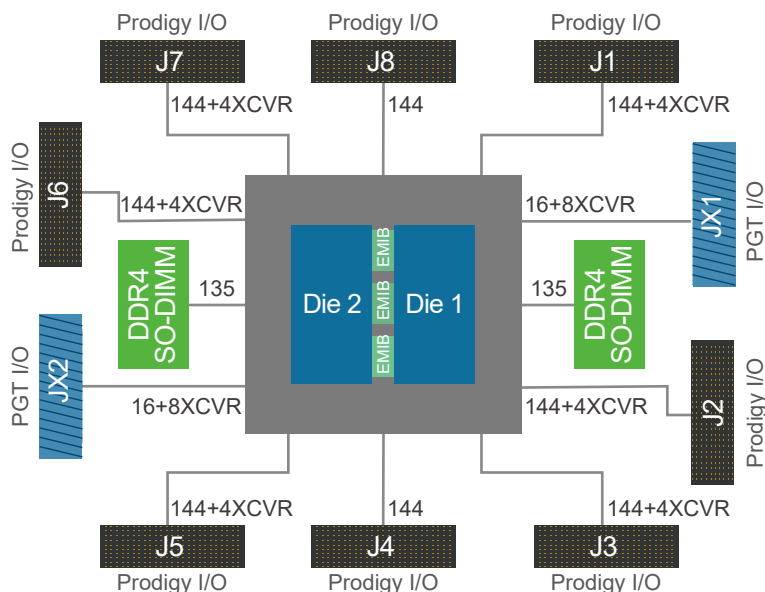 Prodigy I/O
Prodigy I/O
Prodigy I/O
J7
J8
J1
144+4XCVR
144
144+4XCVR
Prodigy I/O
J6
144+4XCVR
16+8XCVR
JX1
PGT I/O
DDR4
SO-DIMM
135
Die 2
EMIB
EMIB
EMIB
Die 1
135
DDR4
SO-DIMM
PGT I/O
JX2
16+8XCVR
144+4XCVR
J2
Prodigy I/O
144+4XCVR
144
144+4XCVR
J5
J4
J3
Prodigy I/O
Prodigy I/O
Prodigy I/O